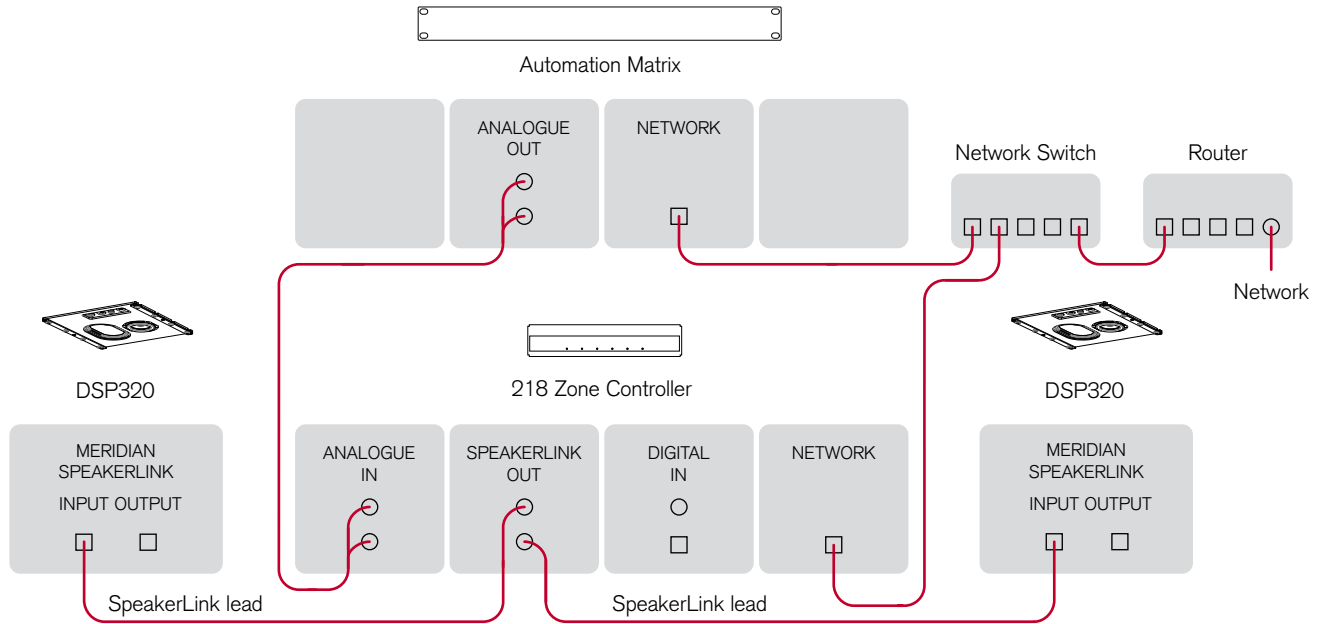 Automation Matrix
ANALOGUE
OUT
NETWORK
Network Switch
Router
Network
DSP320
218 Zone Controller
DSP320
MERIDIAN
SPEAKERLINK
INPUT OUTPUT
ANALOGUE
IN
SPEAKERLINK
OUT
DIGITAL
IN
NETWORK
MERIDIAN
SPEAKERLINK
INPUT OUTPUT
SpeakerLink lead
SpeakerLink lead